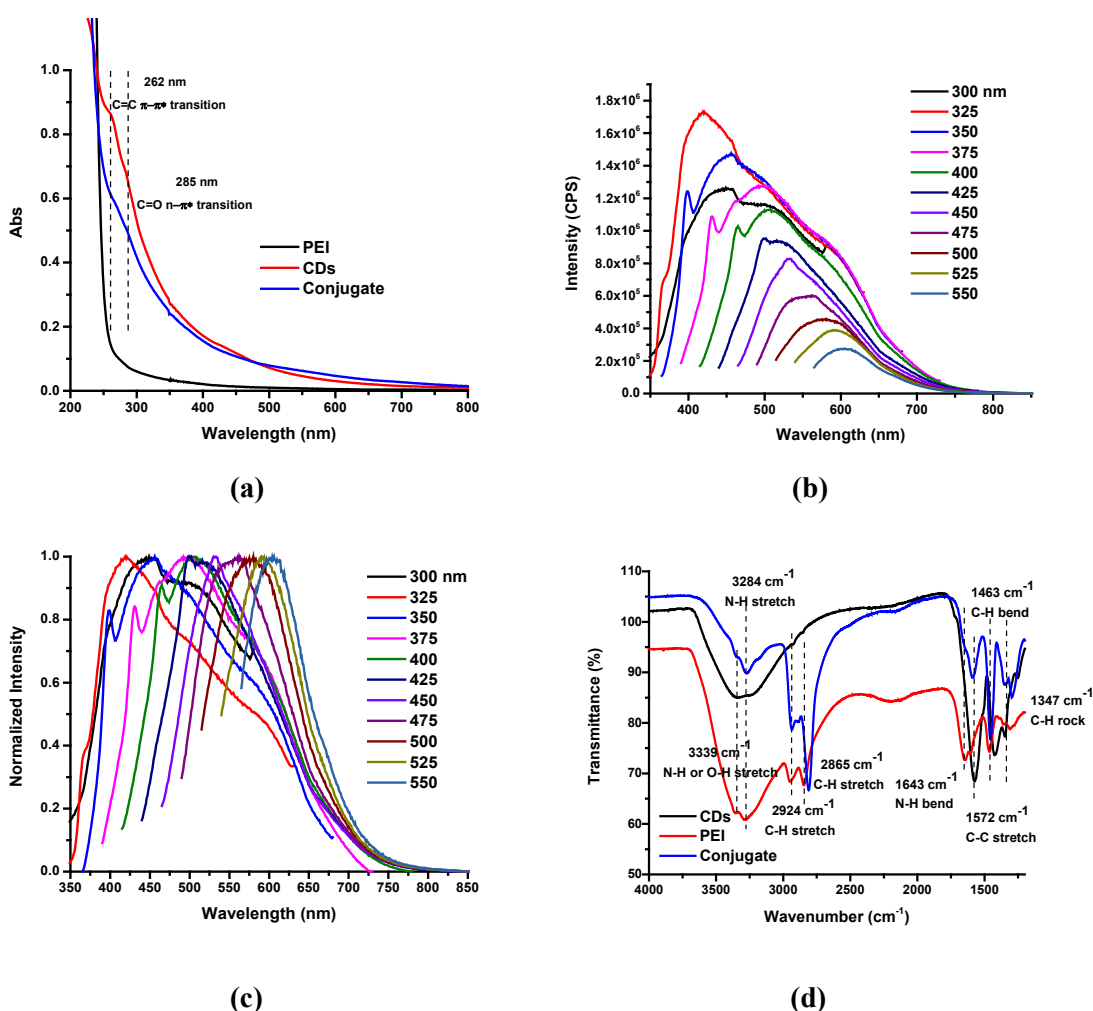 1.0
0.8
0.6
0.4
0.2
0.0
Abs
262 nm
C=C π–π* transition
285 nm
C=O n–π* transition
PEI
CDs
Conjugate
200 300 400 500 600 700 800
Wavelength (nm)
(a)
1.8x10⁶
1.6x10⁶
1.4x10⁶
1.2x10⁶
1.0x10⁶
8.0x10⁵
6.0x10⁵
4.0x10⁵
2.0x10⁵
0.0
Intensity (CPS)
300 nm
325
350
375
400
425
450
475
500
525
550
400 500 600 700 800
Wavelength (nm)
(b)
1.0
0.8
0.6
0.4
0.2
0.0
Normalized Intensity
300 nm
325
350
375
400
425
450
475
500
525
550
350 400 450 500 550 600 650 700 750 800 850
Wavelength (nm)
(c)
110
100
90
80
70
60
50
Transmittance (%)
3284 cm⁻¹
N-H stretch
1463 cm⁻¹
C-H bend
1347 cm⁻¹
C-H rock
3339 cm⁻¹
N-H or O-H stretch
2865 cm⁻¹
C-H stretch
2924 cm⁻¹
C-H stretch
1643 cm⁻¹
N-H bend
1572 cm⁻¹
C-C stretch
CDs
PEI
Conjugate
4000 3500 3000 2500 2000 1500
Wavenumber (cm⁻¹)
(d)